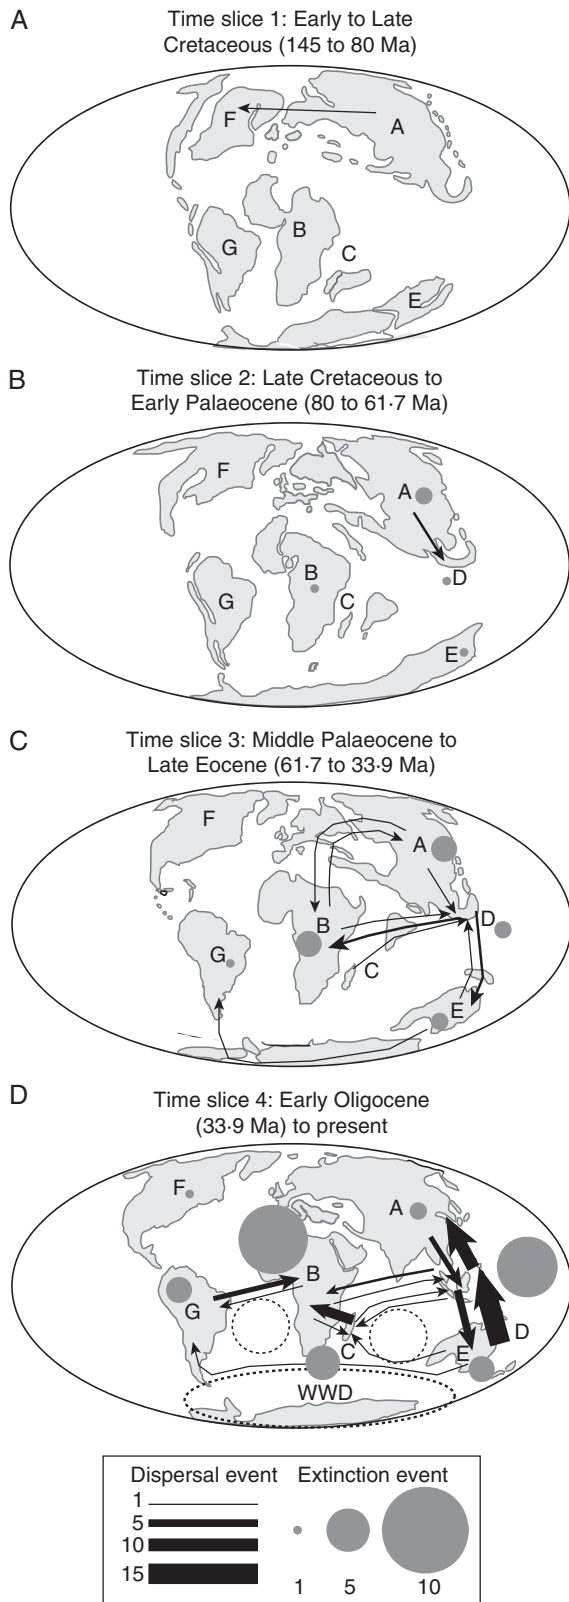 A
Time slice 1: Early to Late
Cretaceous (145 to 80 Ma)
F
A
B
G
C
E
B
Time slice 2: Late Cretaceous to
Early Palaeocene (80 to 61·7 Ma)
F
A
B
D
G
C
E
C
Time slice 3: Middle Palaeocene to
Late Eocene (61·7 to 33·9 Ma)
F
A
B
D
G
C
E
D
Time slice 4: Early Oligocene
(33·9 Ma) to present
F
A
B
G
C
E
D
WWD
Dispersal event
1
5
10
15
Extinction event
1 5 10